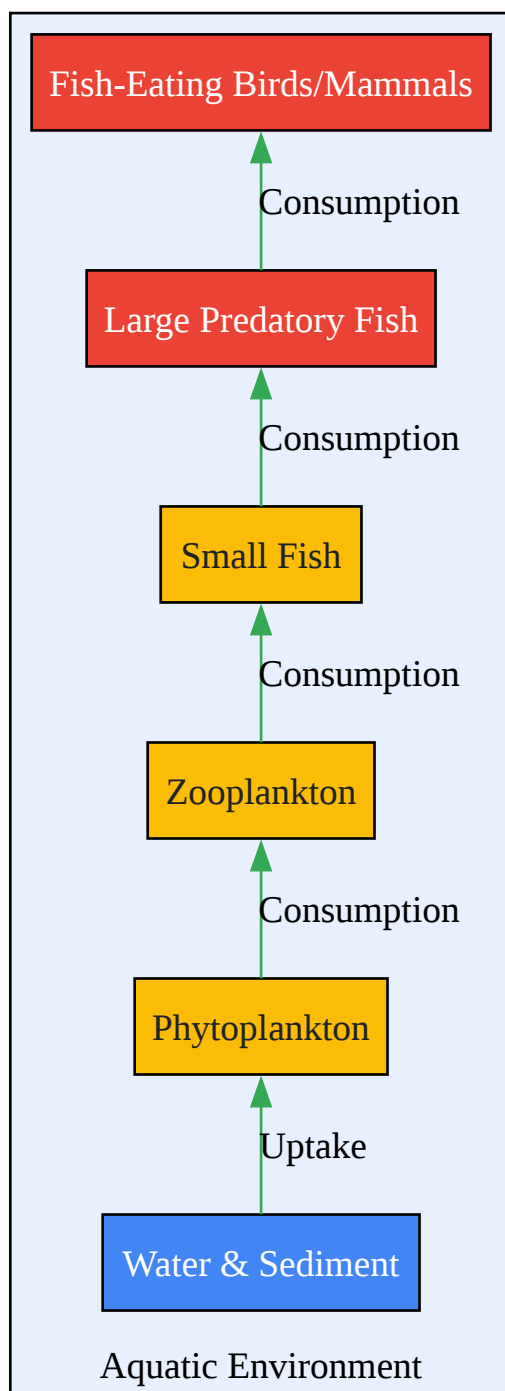 Fish-Eating Birds/Mammals
Consumption
Large Predatory Fish
Consumption
Small Fish
Consumption
Zooplankton
Consumption
Phytoplankton
Uptake
Water & Sediment
Aquatic Environment